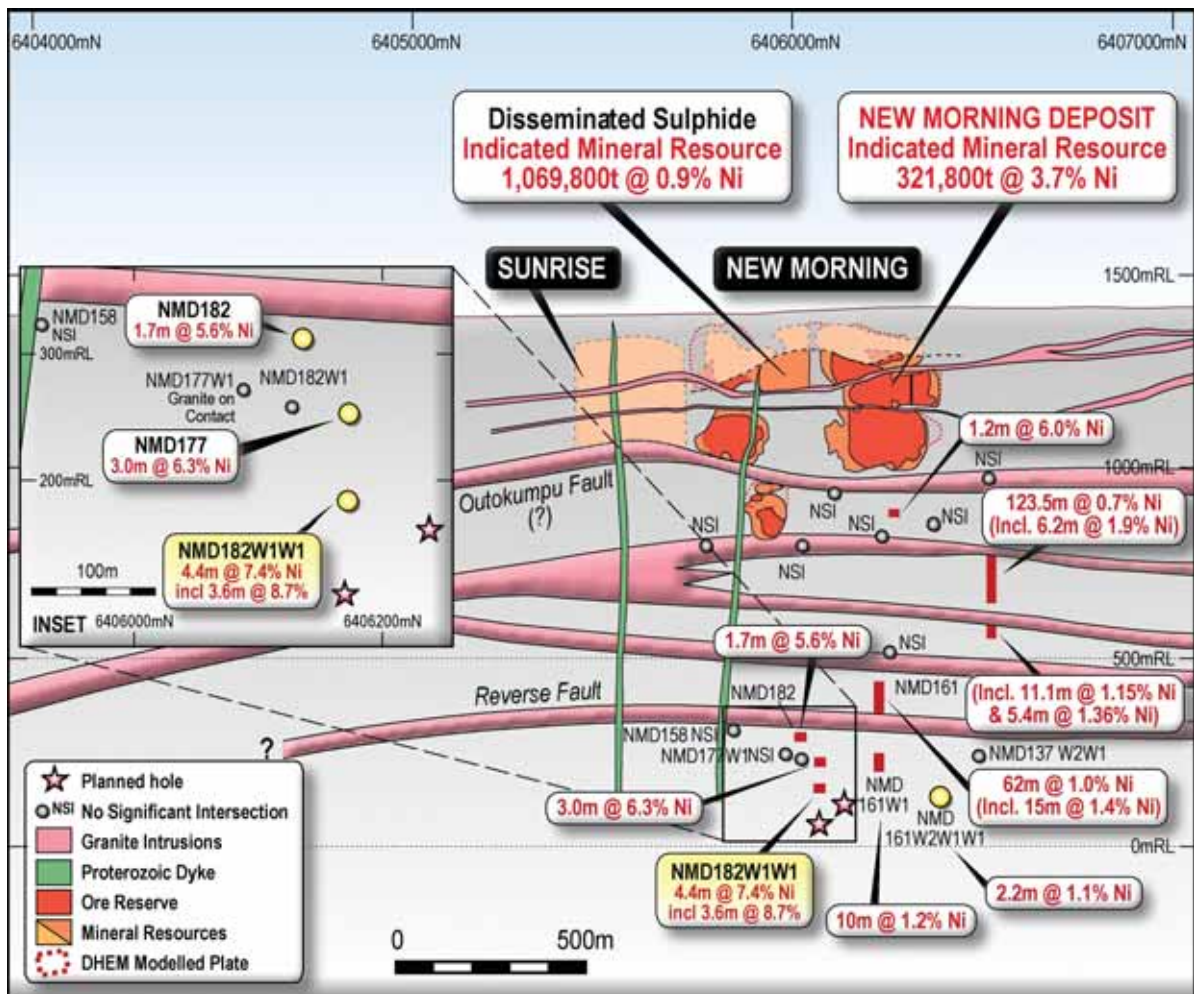 6404000mN
6405000mN
6406000mN
6407000mN
Disseminated Sulphide
Indicated Mineral Resource
1,069,800t @ 0.9% Ni
NEW MORNING DEPOSIT
Indicated Mineral Resource
321,800t @ 3.7% Ni
SUNRISE
NEW MORNING
1500mRL
NMD158
NSI
NMD182
1.7m @ 5.6% Ni
300mRL
NMD177W1
Granite on
Contact
NMD182W1
NMD177
3.0m @ 6.3% Ni
200mRL
NMD182W1W1
4.4m @ 7.4% Ni
incl 3.6m @ 8.7%
100m
INSET
6406000mN
6406200mN
1.2m @ 6.0% Ni
1000mRL
Outokumpu Fault
(?)
NSI
NSI
NSI
NSI
NSI
NSI
123.5m @ 0.7% Ni
(Incl. 6.2m @ 1.9% Ni)
1.7m @ 5.6% Ni
NSI
500mRL
Reverse Fault
NMD182
NMD161
(Incl. 11.1m @ 1.15% Ni
& 5.4m @ 1.36% Ni)
?
NMD158 NSI
NMD177W1NSI
NMD137 W2W1
3.0m @ 6.3% Ni
NMD
161W1
NMD
161W2W1W1
62m @ 1.0% Ni
(Incl. 15m @ 1.4% Ni)
0mRL
NMD182W1W1
4.4m @ 7.4% Ni
incl 3.6m @ 8.7%
10m @ 1.2% Ni
2.2m @ 1.1% Ni
Planned hole
NSI No Significant Intersection
Granite Intrusions
Proterozoic Dyke
Ore Reserve
Mineral Resources
DHEM Modelled Plate
0
500m